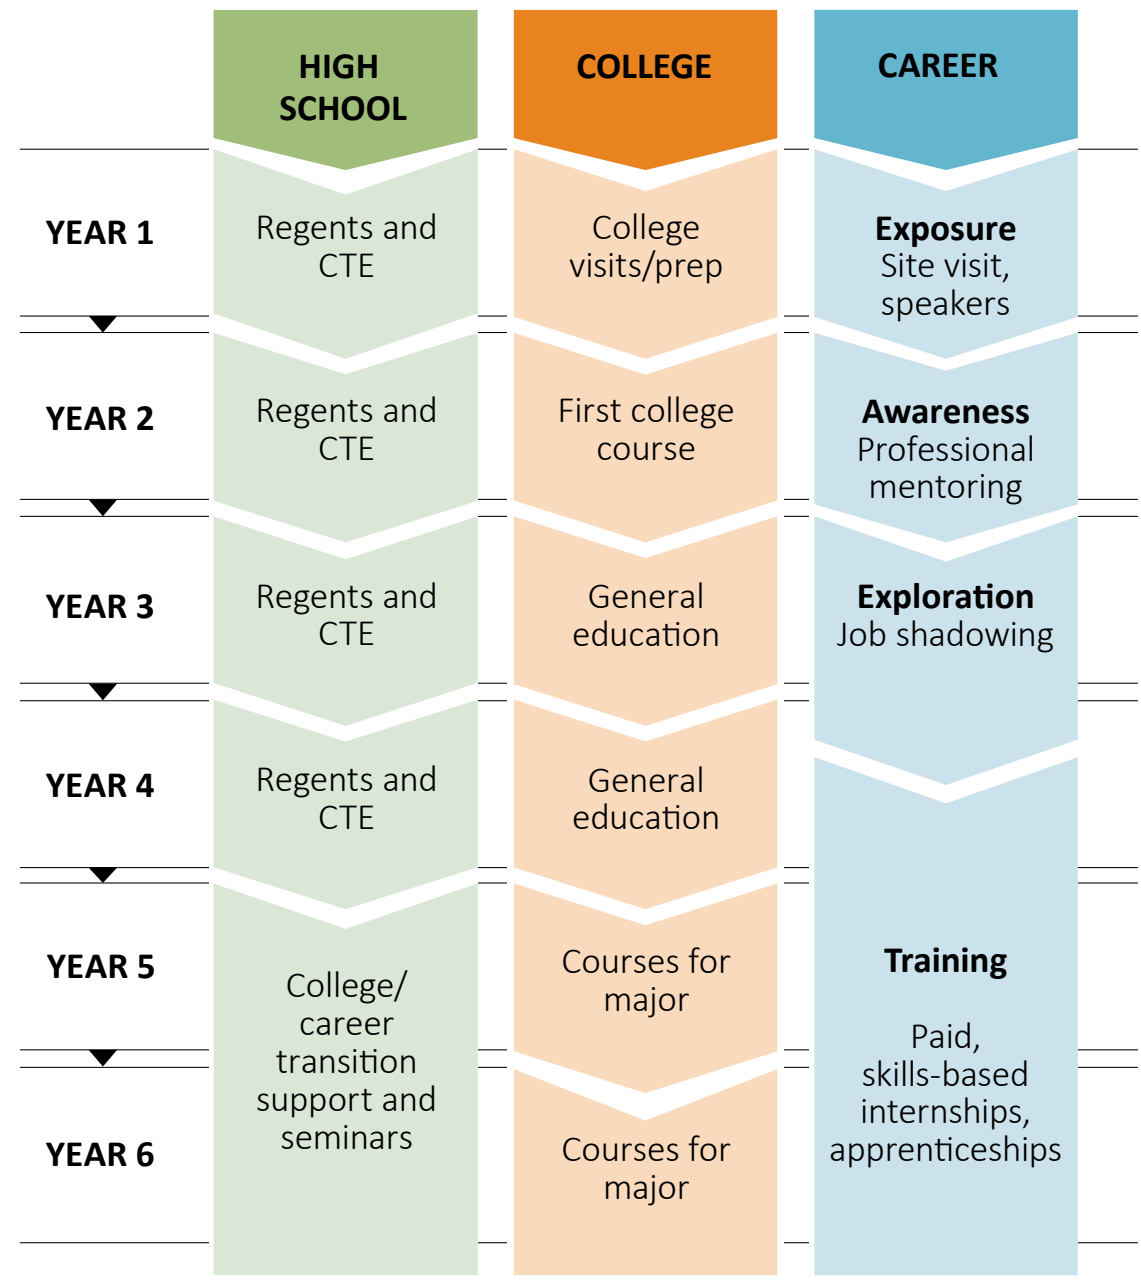 HIGH
SCHOOL
COLLEGE
CAREER
YEAR 1
Regents and
CTE
College
visits/prep
Exposure
Site visit,
speakers
YEAR 2
Regents and
CTE
First college
course
Awareness
Professional
mentoring
YEAR 3
Regents and
CTE
General
education
Exploration
Job shadowing
YEAR 4
Regents and
CTE
General
education
YEAR 5
College/
career
transition
support and
seminars
Courses for
major
Training
Paid,
skills-based
internships,
apprenticeships
YEAR 6
Courses for
major